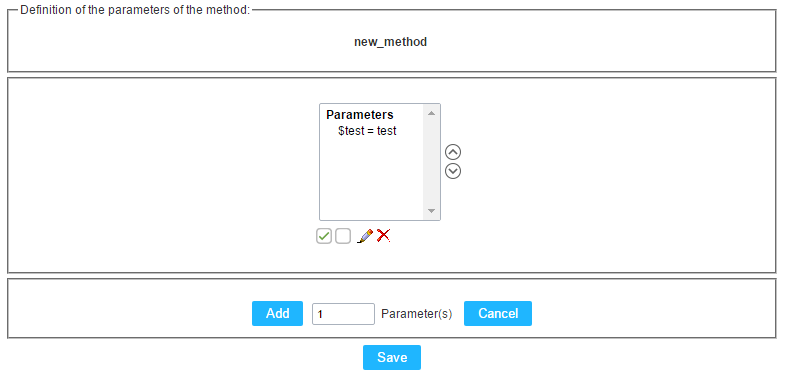 Definition of the parameters of the method:
new_method
Parameters
$test = test
Add 1 Parameter(s) Cancel
Save